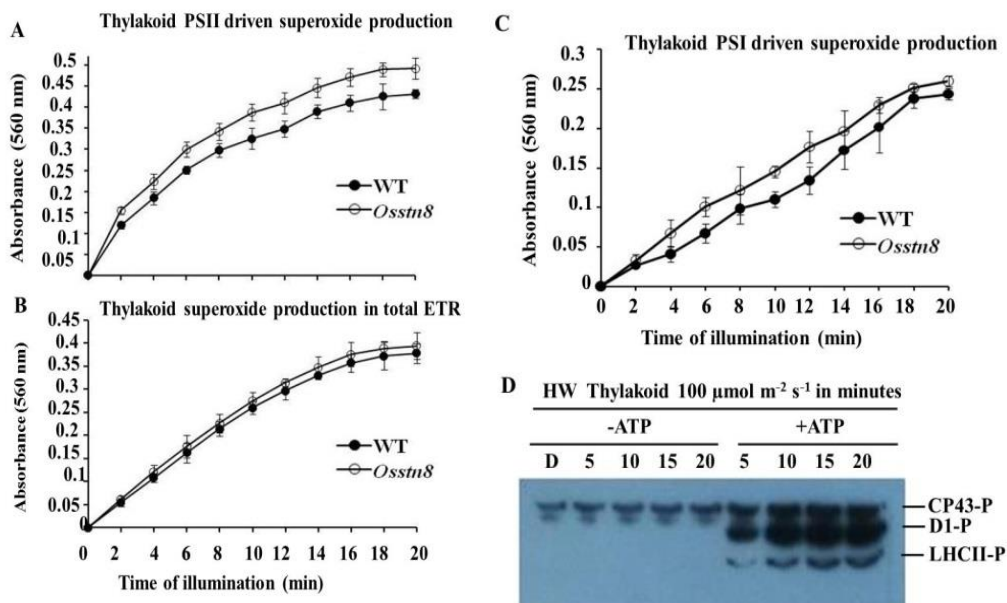 A
Thylakoid PSII driven superoxide production
Absorbance (560 nm)
0.5
0.45
0.4
0.35
0.3
0.25
0.2
0.15
0.1
0.05
WT
Osstn8
B
Thylakoid superoxide production in total ETR
Absorbance (560 nm)
0.45
0.4
0.35
0.3
0.25
0.2
0.15
0.1
0.05
0
WT
Osstn8
0 2 4 6 8 10 12 14 16 18 20
Time of illumination (min)
C
Thylakoid PSI driven superoxide production
Absorbance (560 nm)
0.3
0.25
0.2
0.15
0.1
0.05
0
WT
Osstn8
0 2 4 6 8 10 12 14 16 18 20
Time of illumination (min)
D
HW Thylakoid 100 µmol m⁻² s⁻¹ in minutes
-ATP +ATP
D 5 10 15 20 5 10 15 20
CP43-P
D1-P
LHCII-P